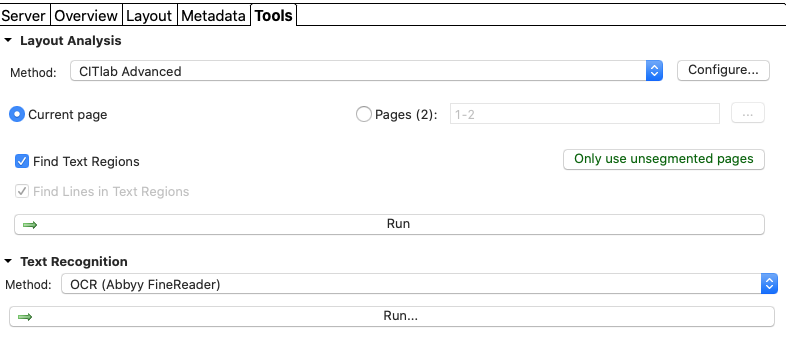 Server Overview Layout Metadata Tools
Layout Analysis
Method: CITlab Advanced Configure...
Current page Pages (2): 1-2 ...
Find Text Regions Only use unsegmented pages
Find Lines in Text Regions
Run
Text Recognition
Method: OCR (Abbyy FineReader)
Run...